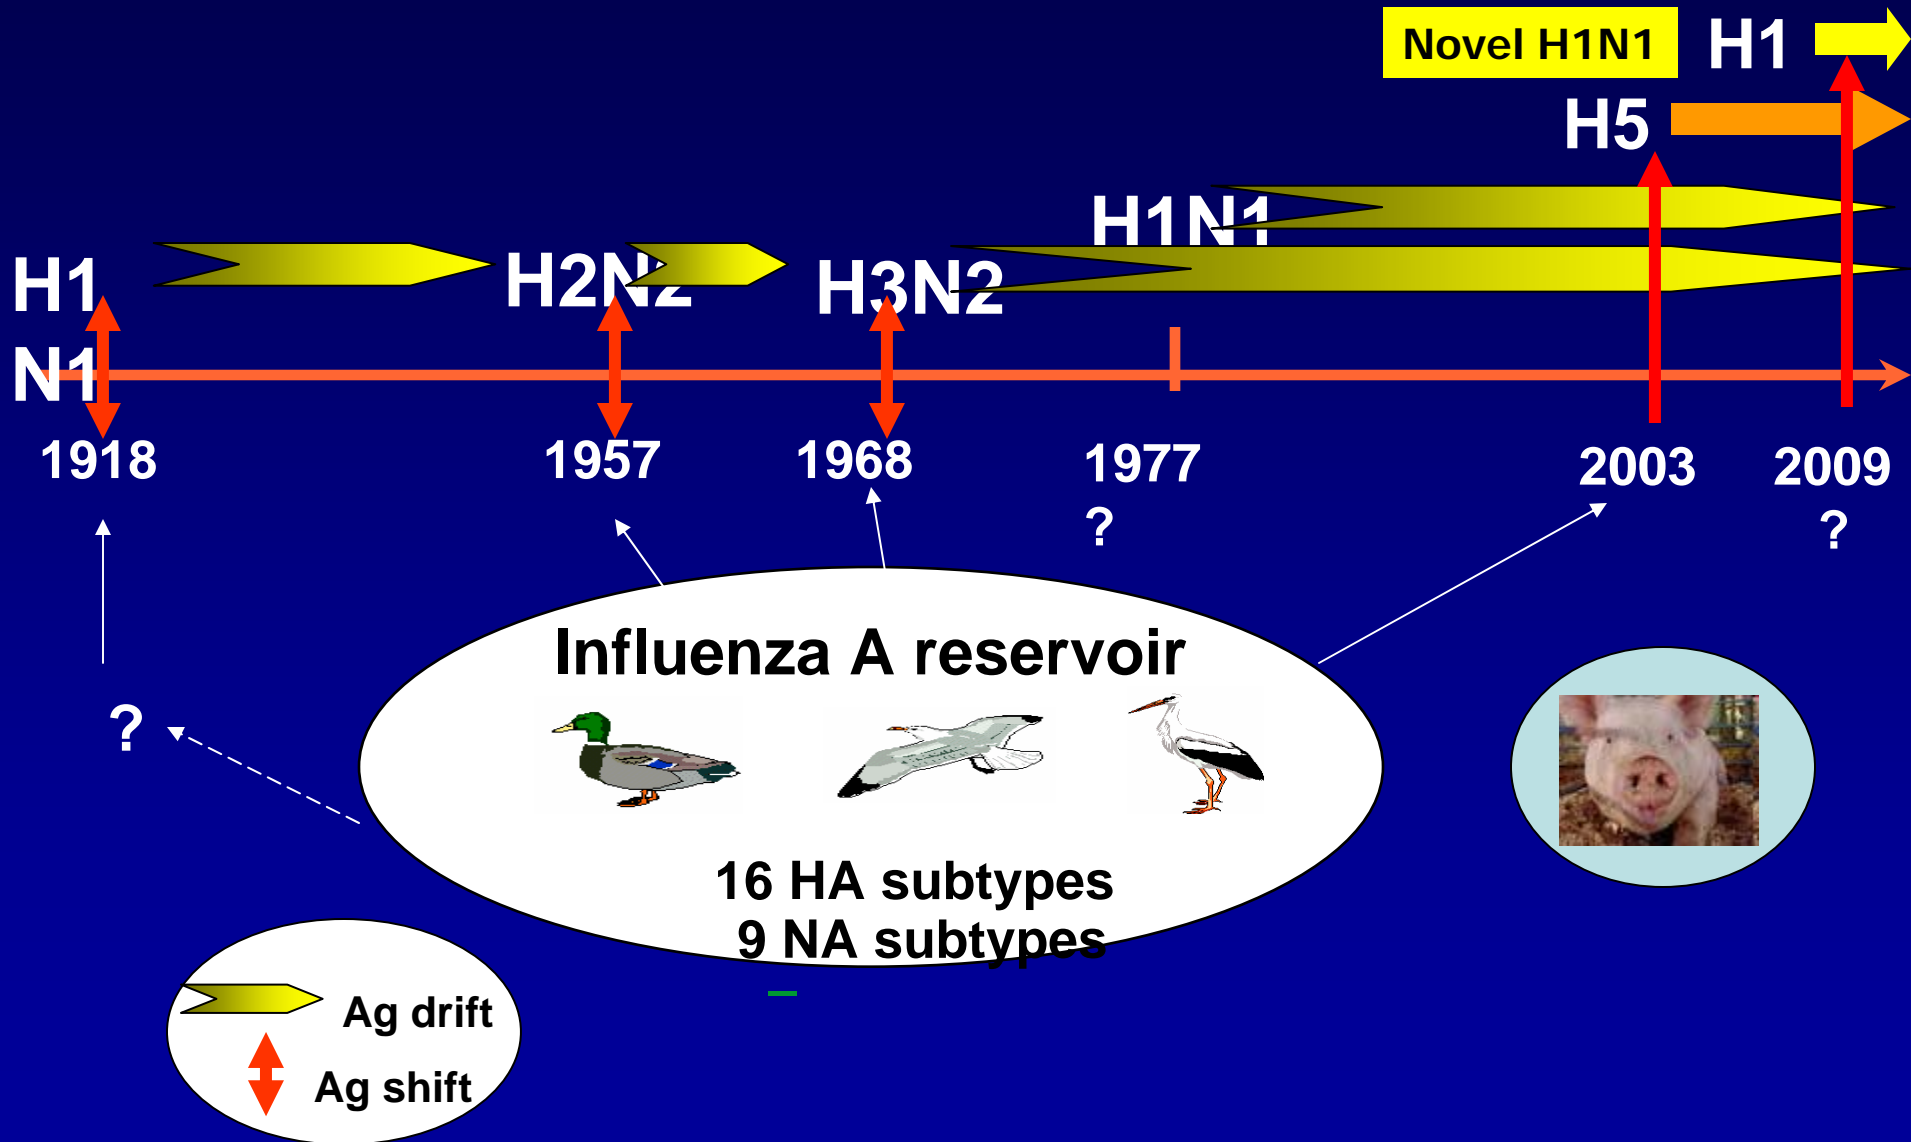 Novel H1N1 H1
H5
H1N1
H1
N1
H2N2
H3N2
1918 1957 1968 1977 2003 2009
? ?
Influenza A reservoir
?
16 HA subtypes
9 NA subtypes
Ag drift
Ag shift